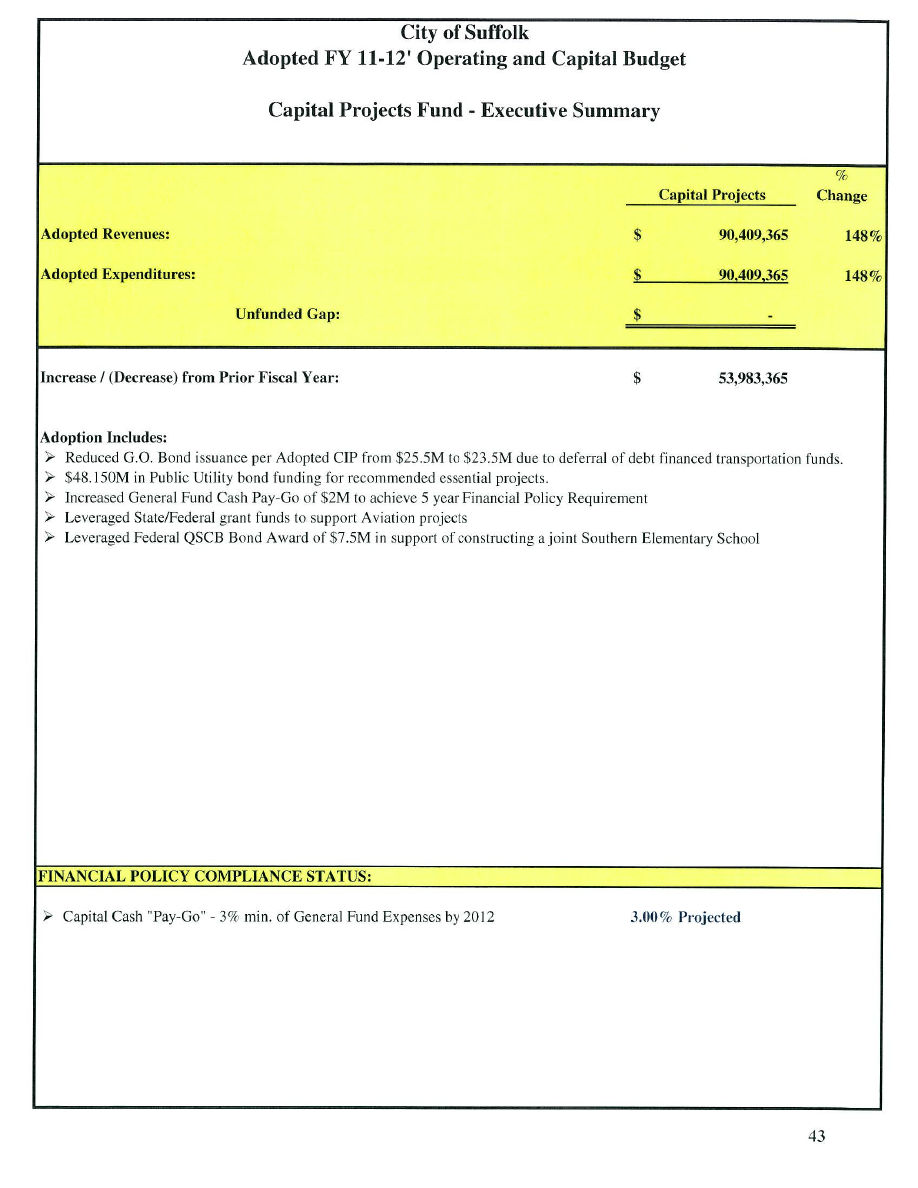 City of Suffolk
Adopted FY 11-12' Operating and Capital Budget
Capital Projects Fund - Executive Summary
%
Capital Projects Change
Adopted Revenues: $ 90,409,365 148%
Adopted Expenditures: $ 90,409,365 148%
Unfunded Gap: $ -
Increase / (Decrease) from Prior Fiscal Year: $ 53,983,365
Adoption Includes:
➢ Reduced G.O. Bond issuance per Adopted CIP from $25.5M to $23.5M due to deferral of debt financed transportation funds.
➢ $48.150M in Public Utility bond funding for recommended essential projects.
➢ Increased General Fund Cash Pay-Go of $2M to achieve 5 year Financial Policy Requirement
➢ Leveraged State/Federal grant funds to support Aviation projects
➢ Leveraged Federal QSCB Bond Award of $7.5M in support of constructing a joint Southern Elementary School
FINANCIAL POLICY COMPLIANCE STATUS:
➢ Capital Cash "Pay-Go" - 3% min. of General Fund Expenses by 2012 3.00% Projected
43